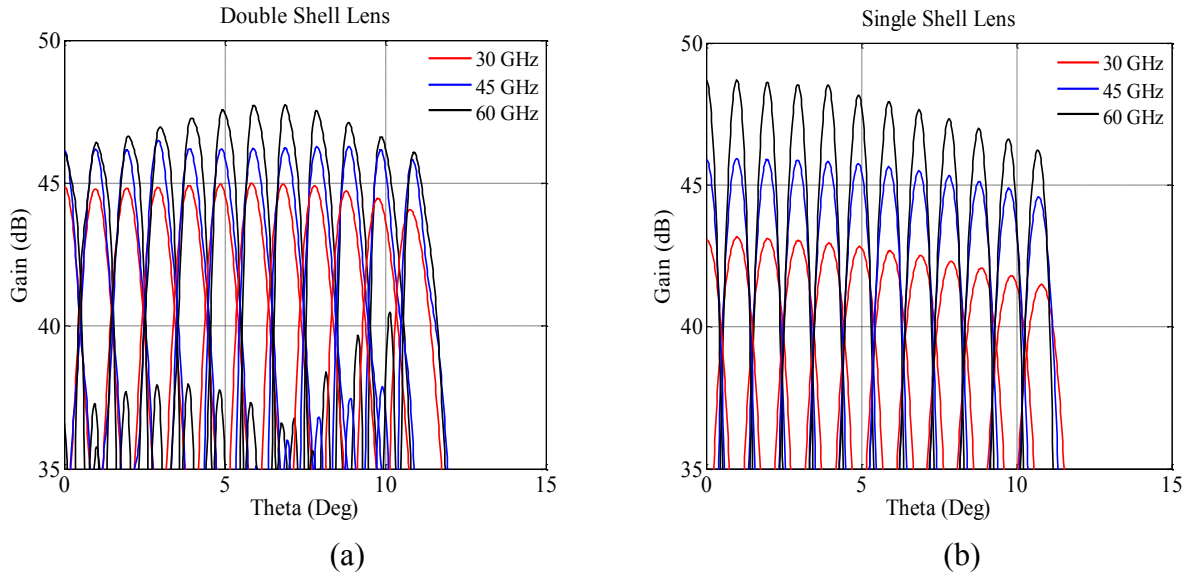 Double Shell Lens
50
45
40
35
Gain (dB)
30 GHz
45 GHz
60 GHz
0
5
10
15
Theta (Deg)
(a)
Single Shell Lens
50
45
40
35
Gain (dB)
30 GHz
45 GHz
60 GHz
0
5
10
15
Theta (Deg)
(b)